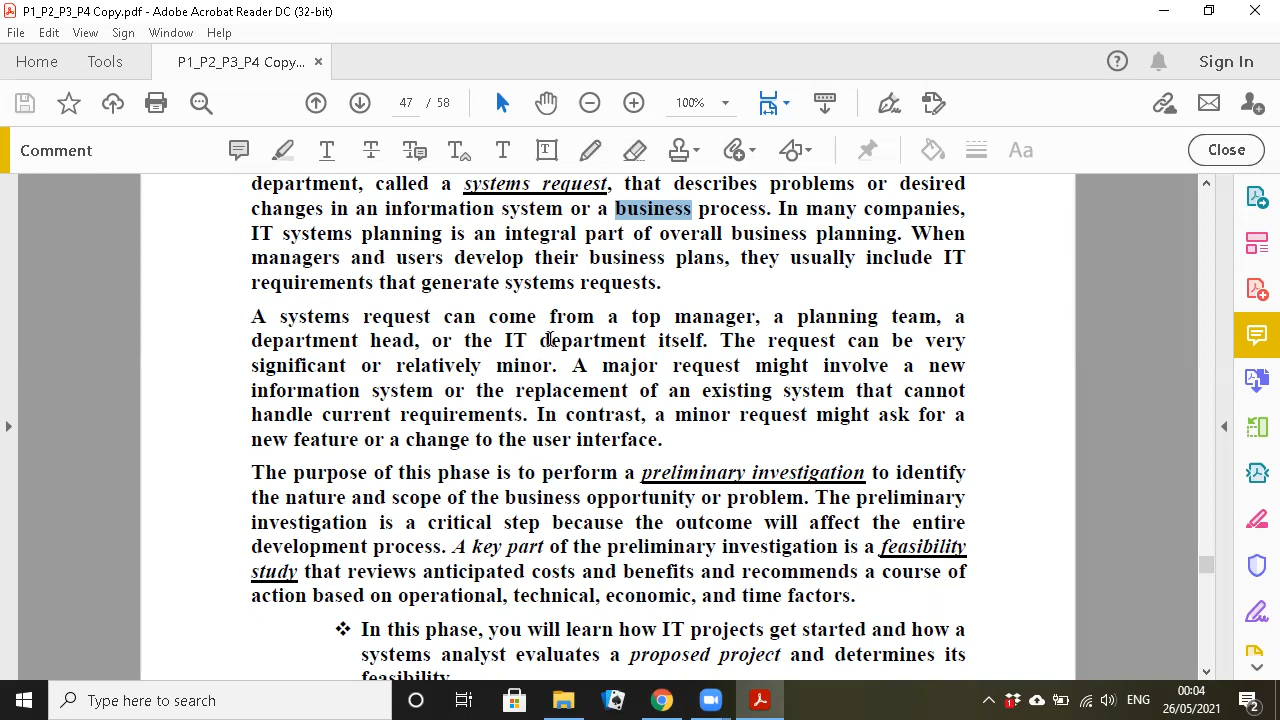 P1_P2_P3_P4 Copy.pdf - Adobe Acrobat Reader DC (32-bit)
File Edit View Sign Window Help
Home Tools P1_P2_P3_P4 Copy... × Sign In
47 / 58 100%
Comment Close
department, called a systems request, that describes problems or desired
changes in an information system or a business process. In many companies,
IT systems planning is an integral part of overall business planning. When
managers and users develop their business plans, they usually include IT
requirements that generate systems requests.
A systems request can come from a top manager, a planning team, a
department head, or the IT department itself. The request can be very
significant or relatively minor. A major request might involve a new
information system or the replacement of an existing system that cannot
handle current requirements. In contrast, a minor request might ask for a
new feature or a change to the user interface.
The purpose of this phase is to perform a preliminary investigation to identify
the nature and scope of the business opportunity or problem. The preliminary
investigation is a critical step because the outcome will affect the entire
development process. A key part of the preliminary investigation is a feasibility
study that reviews anticipated costs and benefits and recommends a course of
action based on operational, technical, economic, and time factors.
❖ In this phase, you will learn how IT projects get started and how a
systems analyst evaluates a proposed project and determines its
feasibility.
Type here to search
ENG
00:04
26/05/2021
2